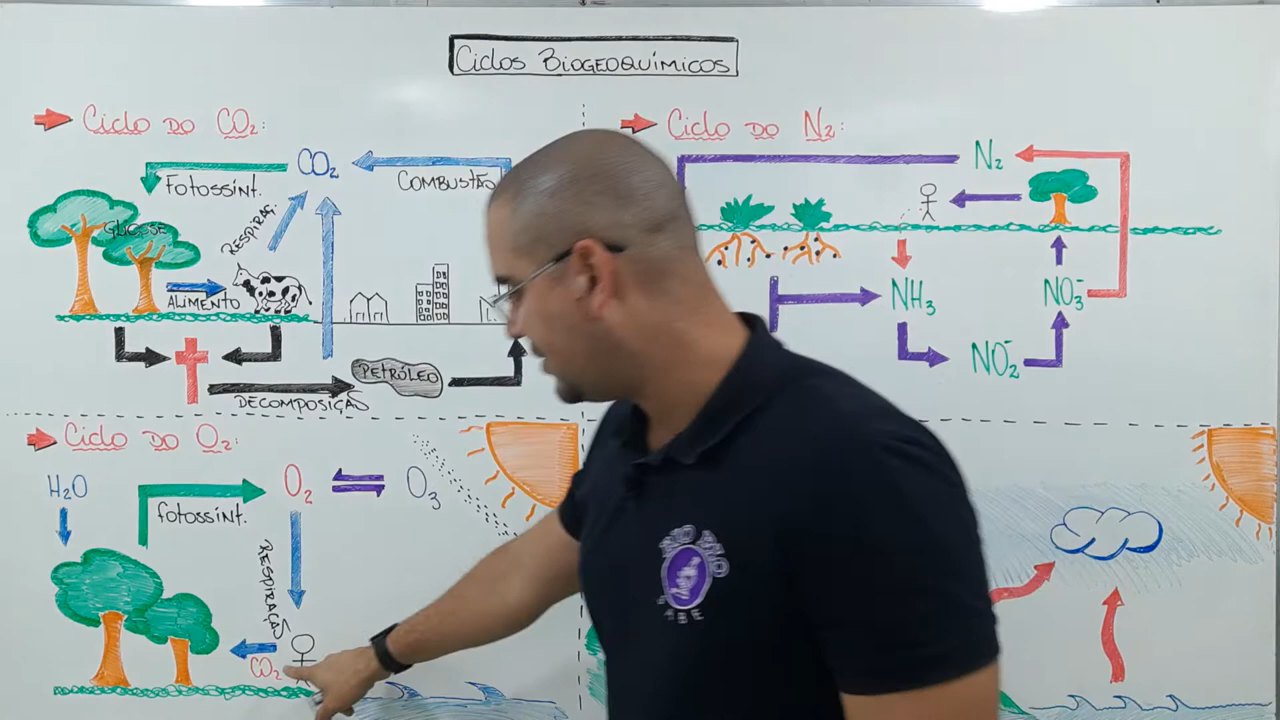 Ciclos Biogeoquímicos
Ciclo do CO₂:
CO₂
Fotossínt.
COMBUSTÃO
GLICOSE
RESPIRAÇ.
ALIMENTO
PETRÓLEO
DECOMPOSIÇÃO
Ciclo do N₂:
N₂
NH₃
NO₃⁻
NO₂⁻
Ciclo do O₂:
H₂O
fotossínt.
O₂
O₃
RESPIRAÇÃO
CO₂